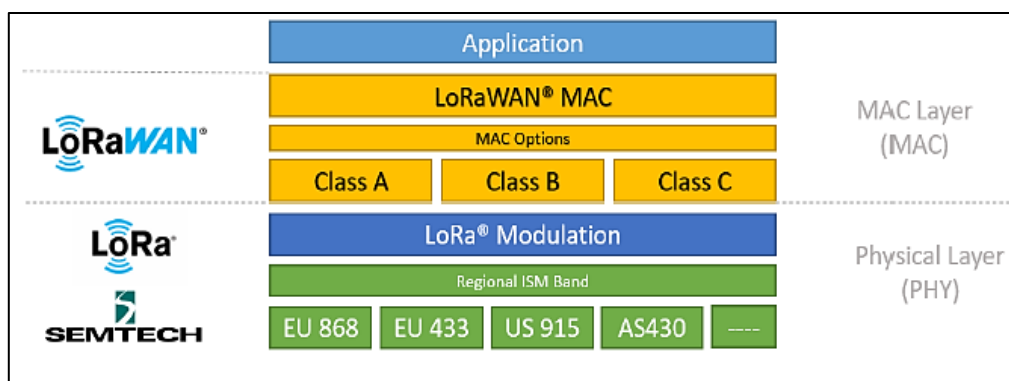 Application
LoRaWAN® MAC
LoRaWAN®
MAC Options
MAC Layer
(MAC)
Class A Class B Class C
LoRa®
LoRa® Modulation
Regional ISM Band
Physical Layer
(PHY)
SEMTECH
EU 868 EU 433 US 915 AS430 ----